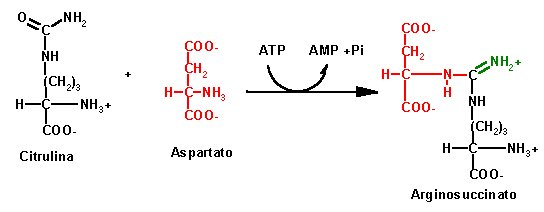 O
NH₂
C
NH
(CH₂)₃
H-C-NH₃+
COO-
Citrulina
+
COO-
CH₂
H-C-NH₃
COO-
Aspartato
ATP AMP +Pi
COO-
CH₂
H-C-N-C=NH₂+
H
COO-
NH
(CH₂)₃
H-C-NH₃+
COO-
Arginosuccinato